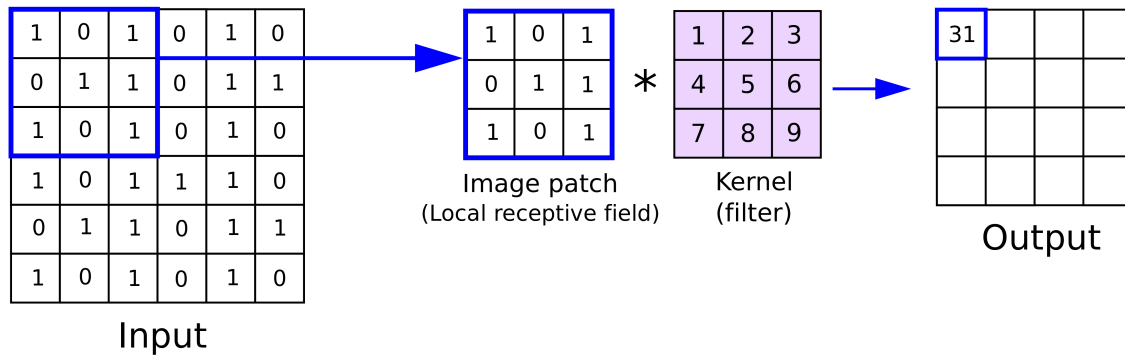 1 0 1 0 1 0
0 1 1 0 1 1
1 0 1 0 1 0
1 0 1 1 1 0
0 1 1 0 1 1
1 0 1 0 1 0
Input
1 0 1
0 1 1
1 0 1
Image patch
(Local receptive field)
*
1 2 3
4 5 6
7 8 9
Kernel
(filter)
31
Output